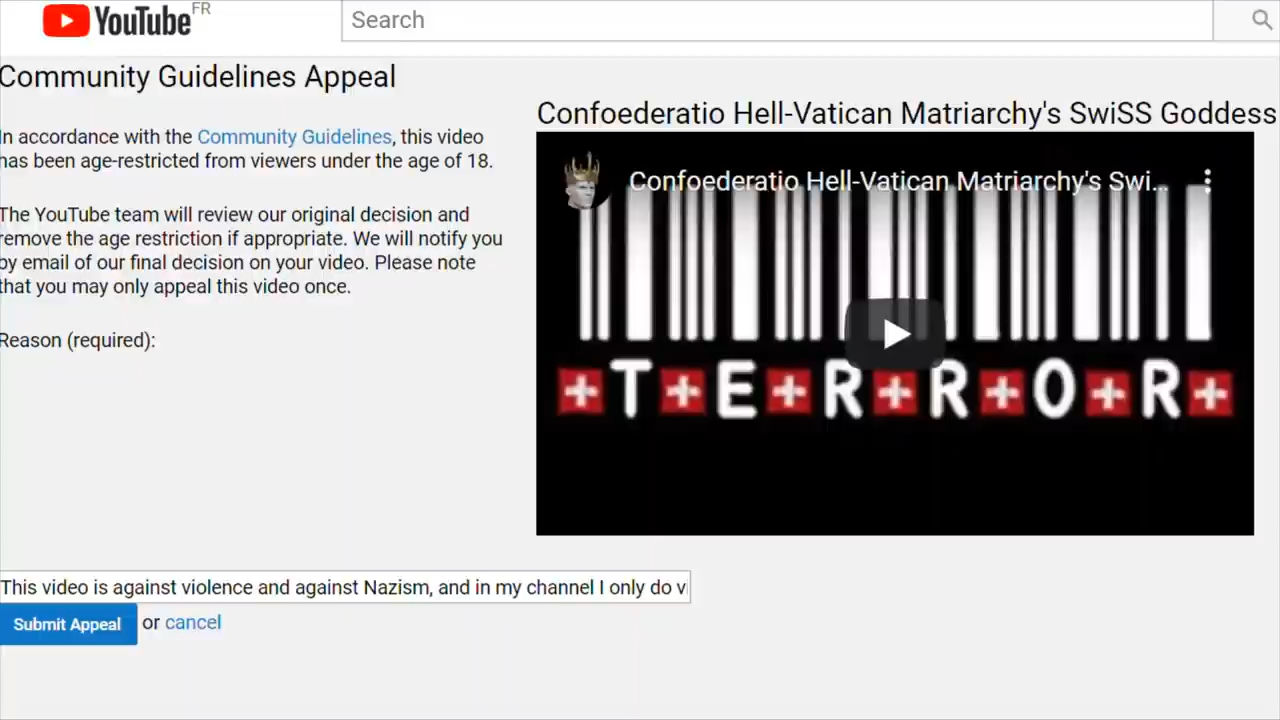 YouTube FR
Search
Community Guidelines Appeal
In accordance with the Community Guidelines, this video
has been age-restricted from viewers under the age of 18.
The YouTube team will review our original decision and
remove the age restriction if appropriate. We will notify you
by email of our final decision on your video. Please note
that you may only appeal this video once.
Reason (required):
Confoederatio Hell-Vatican Matriarchy's SwiSS Goddess
Confoederatio Hell-Vatican Matriarchy's Swi...
T E R R O R
This video is against violence and against Nazism, and in my channel I only do v
Submit Appeal or cancel